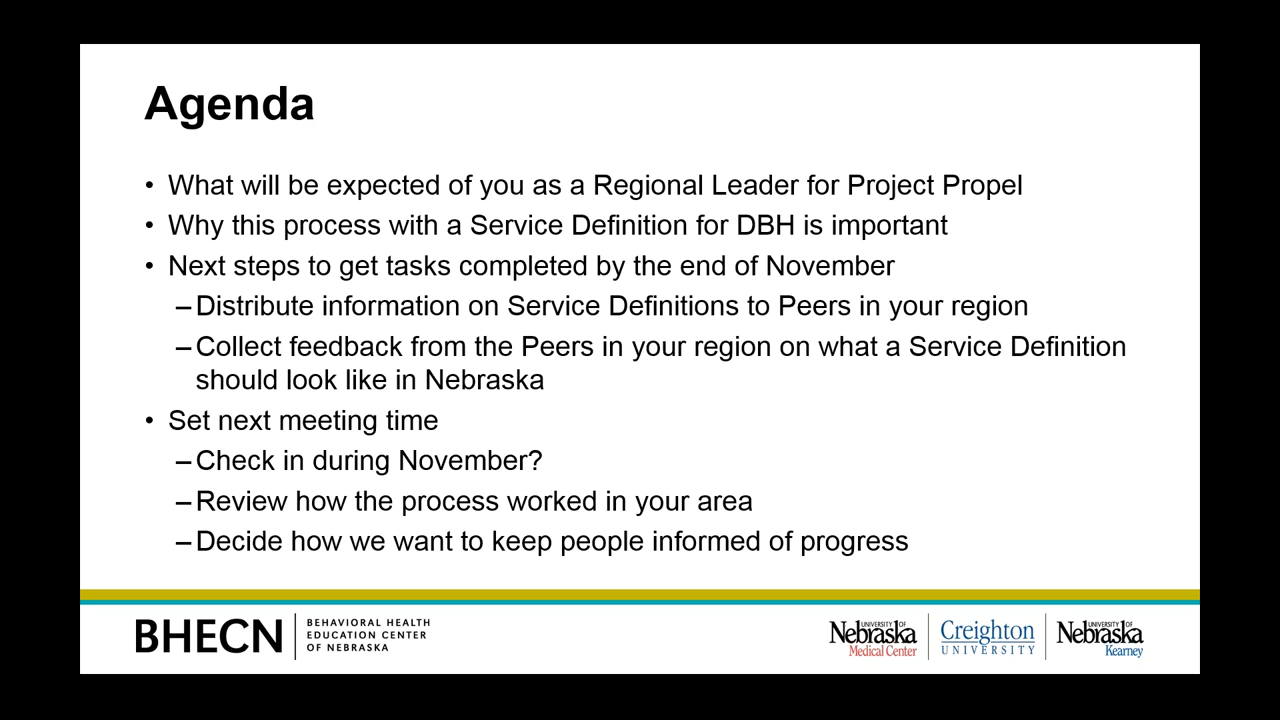 Agenda
• What will be expected of you as a Regional Leader for Project Propel
• Why this process with a Service Definition for DBH is important
• Next steps to get tasks completed by the end of November
– Distribute information on Service Definitions to Peers in your region
– Collect feedback from the Peers in your region on what a Service Definition
should look like in Nebraska
• Set next meeting time
– Check in during November?
– Review how the process worked in your area
– Decide how we want to keep people informed of progress
BHECN
BEHAVIORAL HEALTH
EDUCATION CENTER
OF NEBRASKA
UNIVERSITY OF
Nebraska
Medical Center
Creighton
UNIVERSITY
UNIVERSITY OF
Nebraska
Kearney